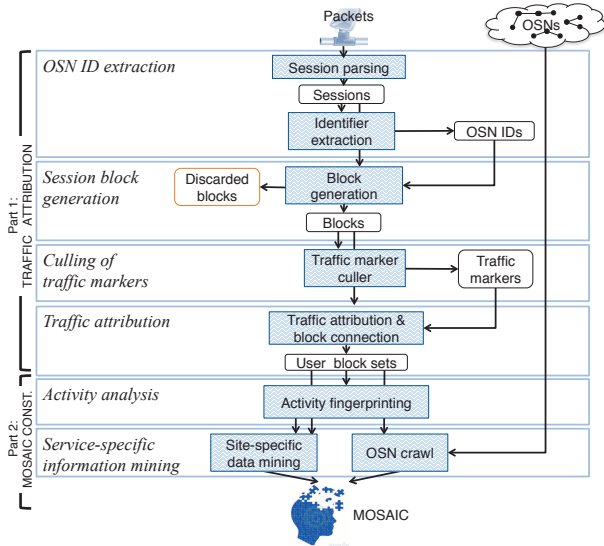 Packets
OSNs
OSN ID extraction
Session parsing
Sessions
Identifier
extraction
OSN IDs
Session block
generation
Discarded
blocks
Block
generation
Blocks
Culling of
traffic markers
Traffic marker
culler
Traffic
markers
Traffic attribution
Traffic attribution &
block connection
User block sets
Part 1:
TRAFFIC ATTRIBUTION
Activity analysis
Activity fingerprinting
Service-specific
information mining
Site-specific
data mining
OSN crawl
Part 2:
MOSAIC CONST.
MOSAIC